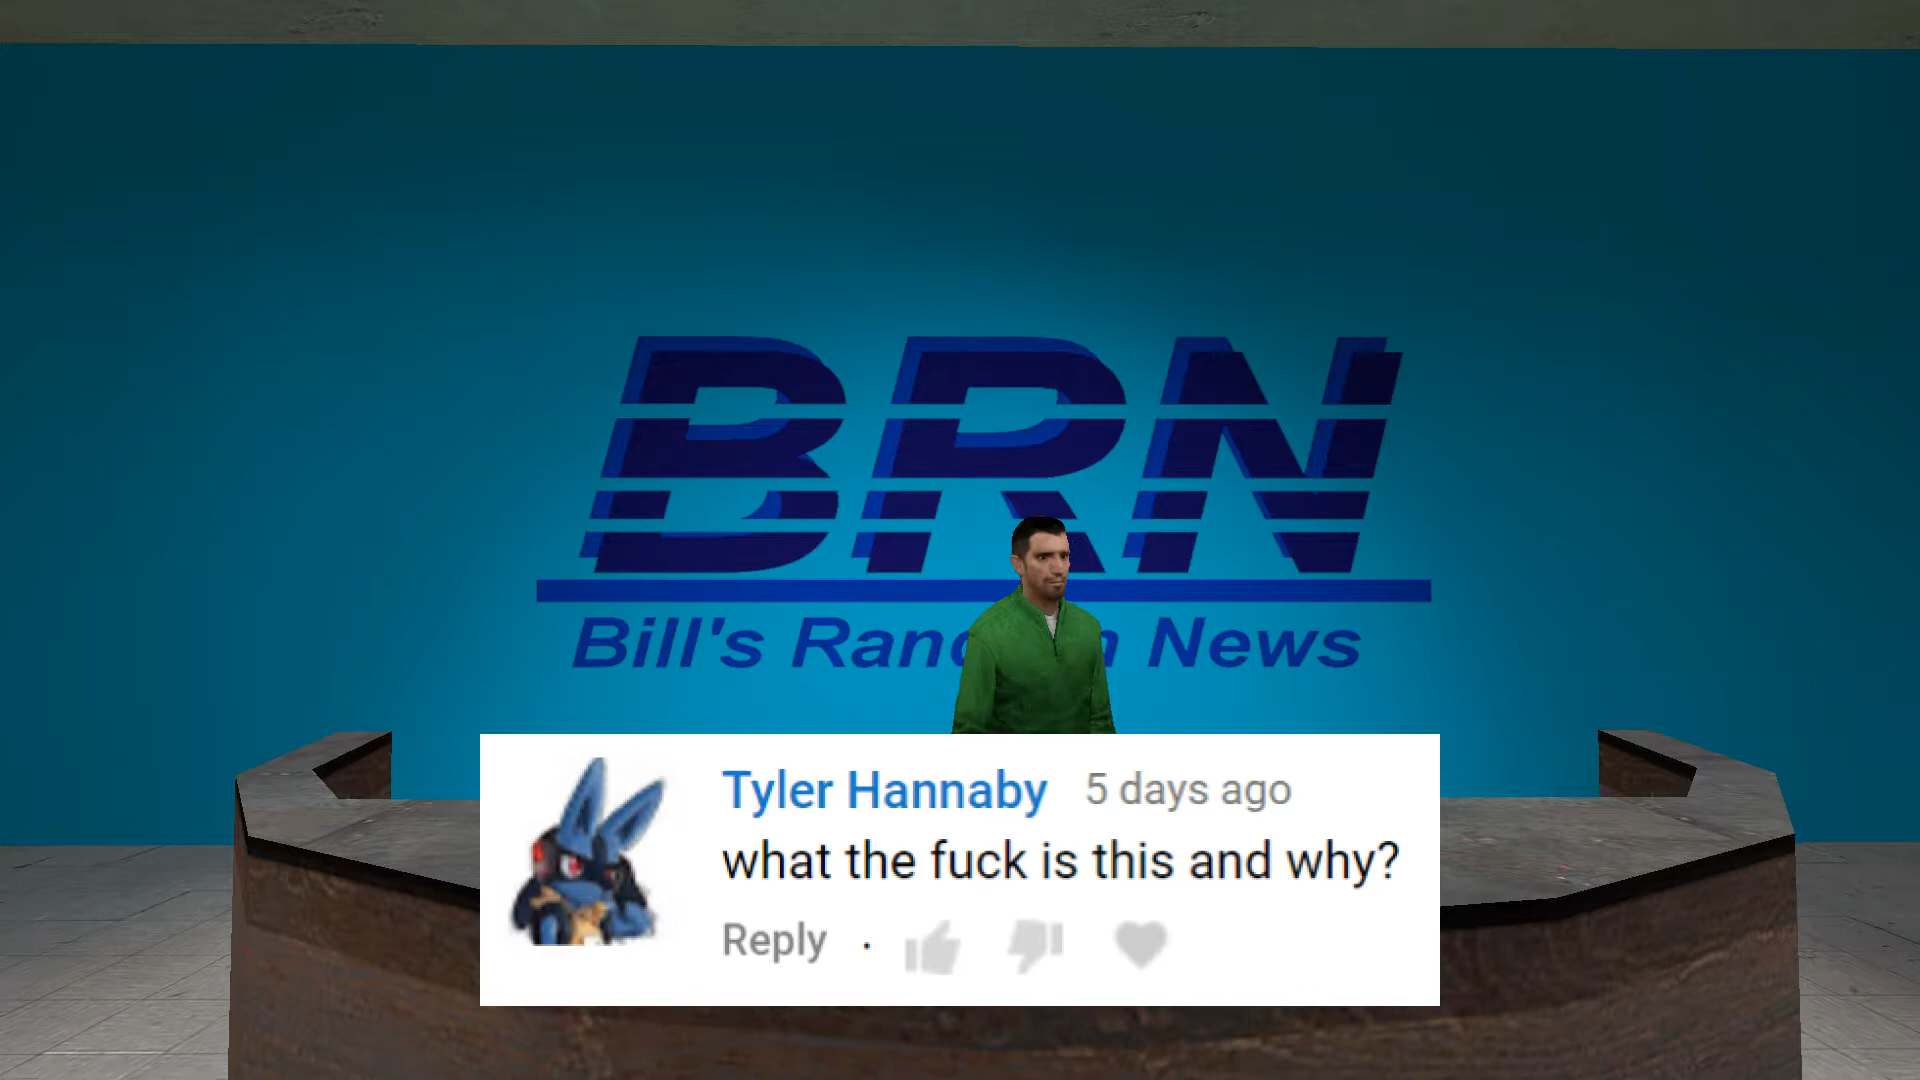 BRN
Bill's Ran m News
Tyler Hannaby 5 days ago
what the fuck is this and why?
Reply ·